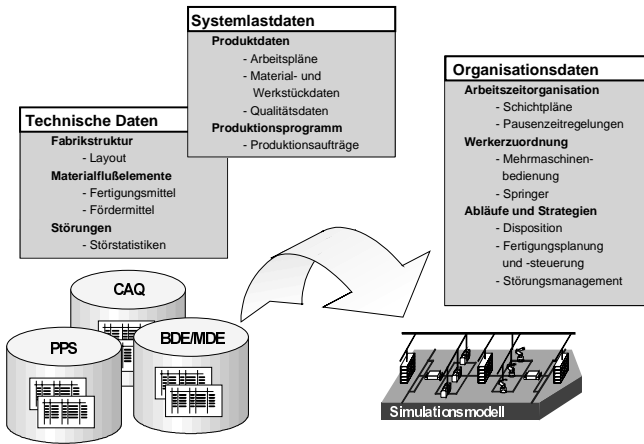 Systemlastdaten
Produktdaten
- Arbeitspläne
- Material- und
Werkstückdaten
- Qualitätsdaten
Produktionsprogramm
- Produktionsaufträge
Technische Daten
Fabrikstruktur
- Layout
Materialflußelemente
- Fertigungsmittel
- Fördermittel
Störungen
- Störstatistiken
Organisationsdaten
Arbeitszeitorganisation
- Schichtpläne
- Pausenzeitregelungen
Werkerzuordnung
- Mehrmaschinen-
bedienung
- Springer
Abläufe und Strategien
- Disposition
- Fertigungsplanung
und -steuerung
- Störungsmanagement
CAQ
PPS
BDE/MDE
Simulationsmodell